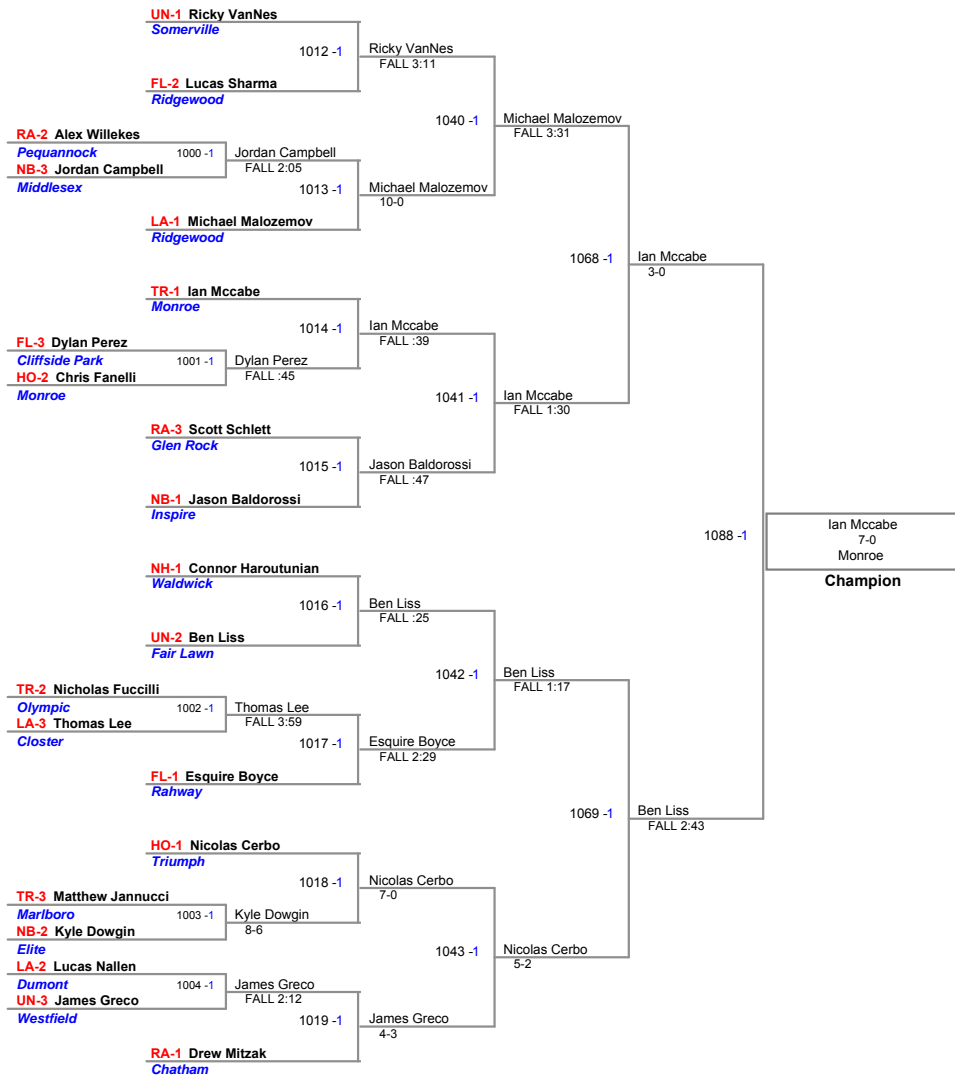 UN-1 Ricky VanNes
Somerville
1012 -1
Ricky VanNes
FALL 3:11
FL-2 Lucas Sharma
Ridgewood
1040 -1
Michael Malozemov
FALL 3:31
RA-2 Alex Willekes
Pequannock
1000 -1
Jordan Campbell
FALL 2:05
NB-3 Jordan Campbell
Middlesex
1013 -1
Michael Malozemov
10-0
LA-1 Michael Malozemov
Ridgewood
1068 -1
Ian Mccabe
3-0
TR-1 Ian Mccabe
Monroe
1014 -1
Ian Mccabe
FALL :39
FL-3 Dylan Perez
Cliffside Park
1001 -1
Dylan Perez
FALL :45
HO-2 Chris Fanelli
Monroe
1041 -1
Ian Mccabe
FALL 1:30
RA-3 Scott Schlett
Glen Rock
1015 -1
Jason Baldorossi
FALL :47
NB-1 Jason Baldorossi
Inspire
1088 -1
Ian Mccabe
7-0
Monroe
Champion
NH-1 Connor Haroutunian
Waldwick
1016 -1
Ben Liss
FALL :25
UN-2 Ben Liss
Fair Lawn
1042 -1
Ben Liss
FALL 1:17
TR-2 Nicholas Fuccilli
Olympic
1002 -1
Thomas Lee
FALL 3:59
LA-3 Thomas Lee
Closter
1017 -1
Esquire Boyce
FALL 2:29
FL-1 Esquire Boyce
Rahway
1069 -1
Ben Liss
FALL 2:43
HO-1 Nicolas Cerbo
Triumph
1018 -1
Nicolas Cerbo
7-0
TR-3 Matthew Jannucci
Marlboro
1003 -1
Kyle Dowgin
8-6
NB-2 Kyle Dowgin
Elite
1043 -1
Nicolas Cerbo
5-2
LA-2 Lucas Nallen
Dumont
1004 -1
James Greco
FALL 2:12
UN-3 James Greco
Westfield
1019 -1
James Greco
4-3
RA-1 Drew Mitzak
Chatham